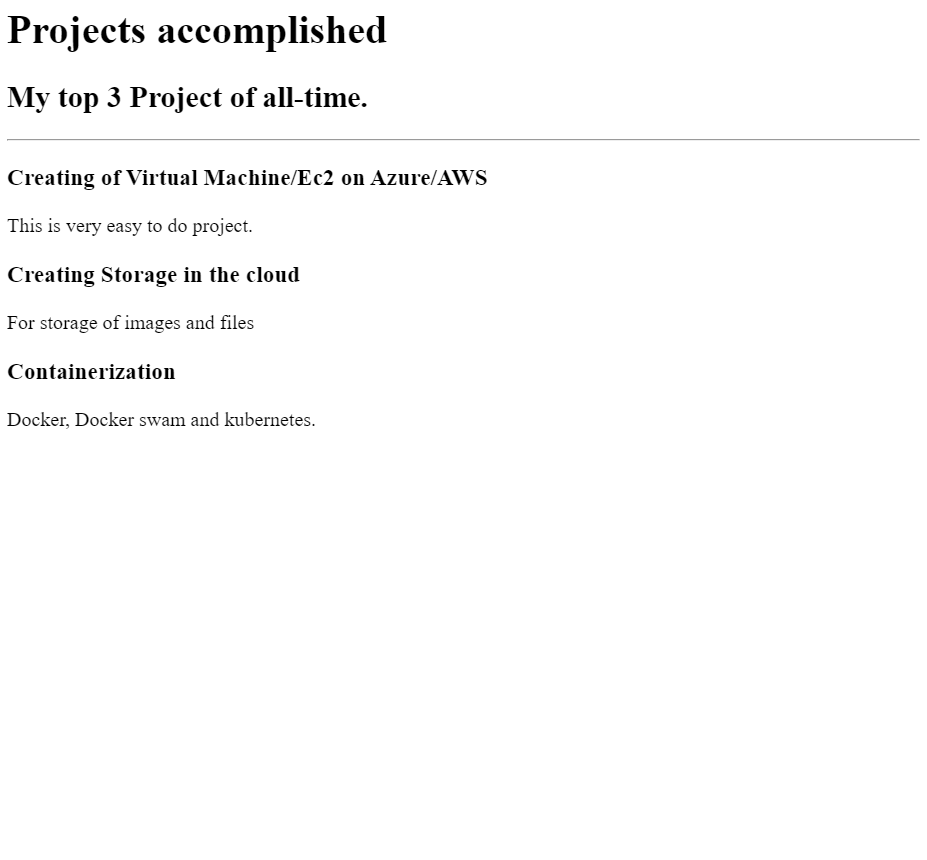 Projects accomplished
My top 3 Project of all-time.
Creating of Virtual Machine/Ec2 on Azure/AWS
This is very easy to do project.
Creating Storage in the cloud
For storage of images and files
Containerization
Docker, Docker swam and kubernetes.